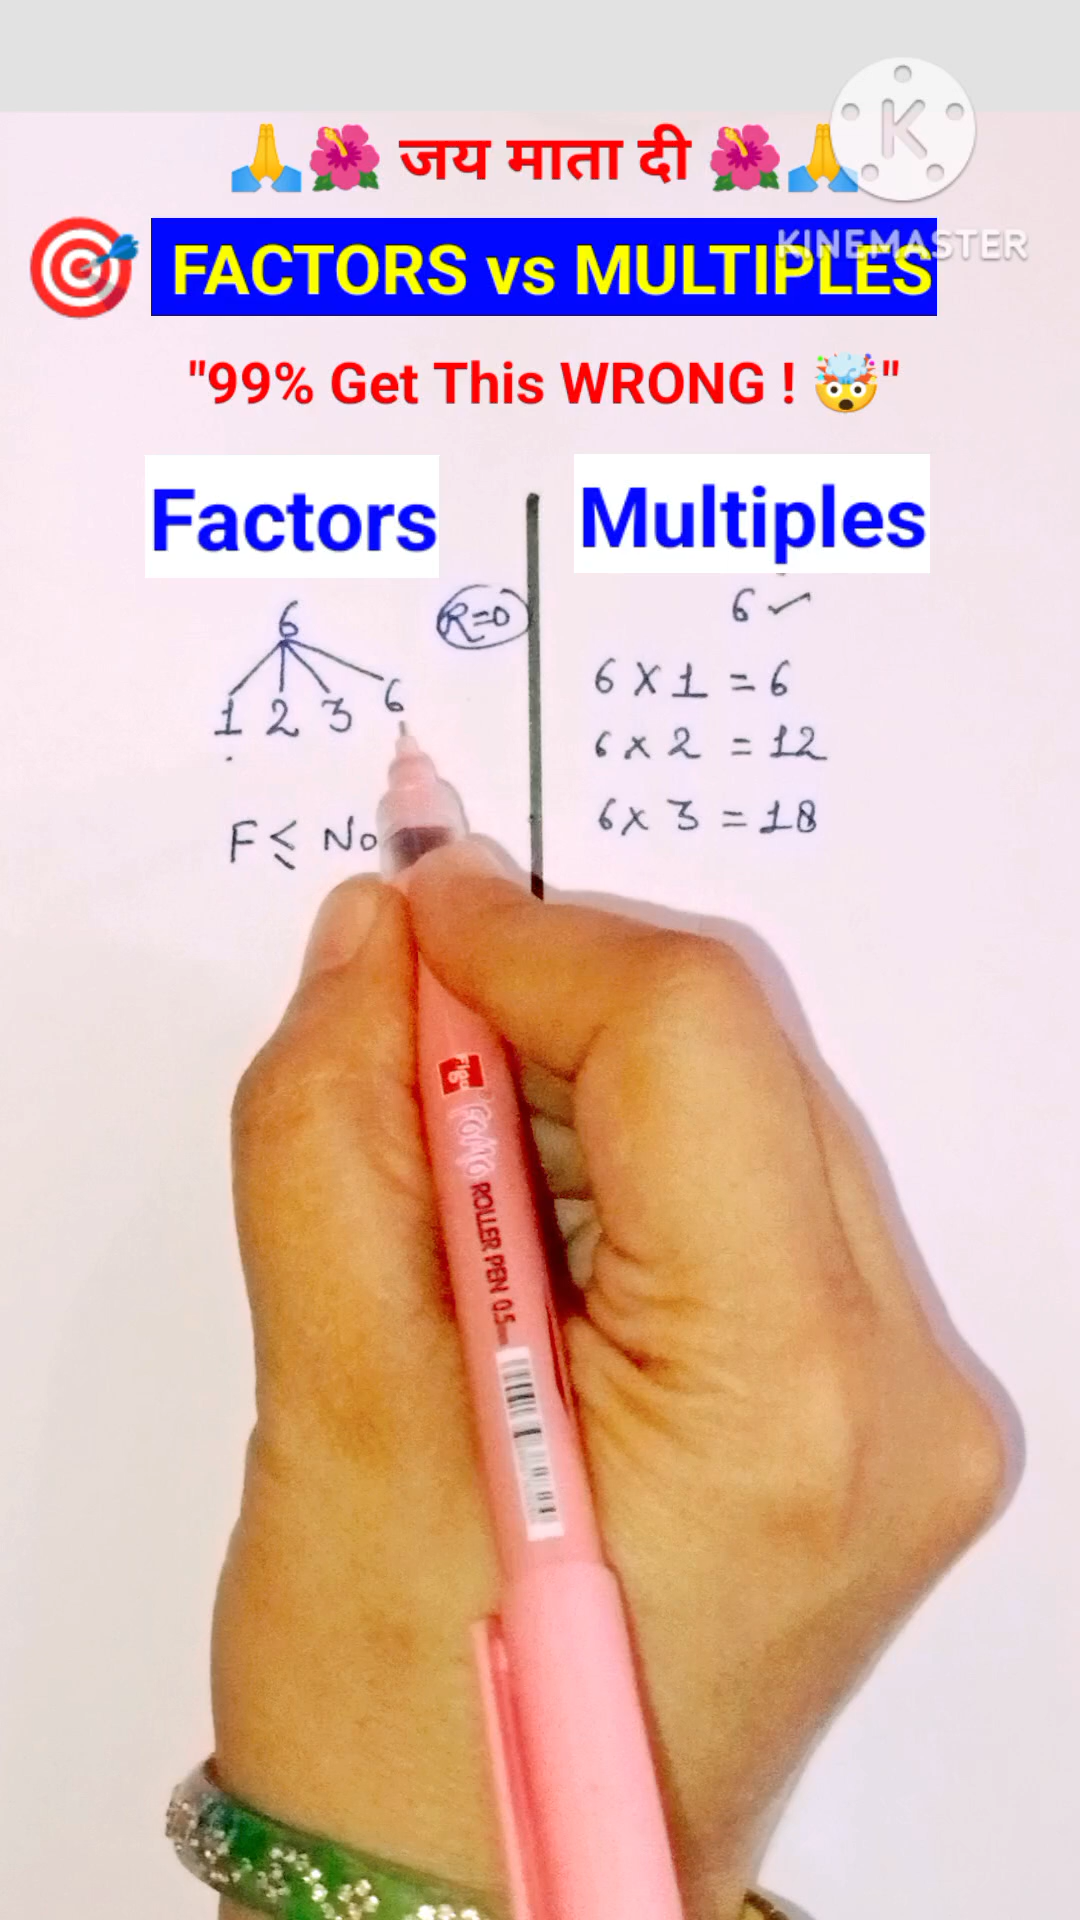 🙏🌺 जय माता दी 🌺🙏
KINEMASTER
🎯 FACTORS vs MULTIPLES
"99% Get This WRONG ! 🤯"
Factors
6
R=0
1 2 3 6
F ≤ No
Multiples
6 ✓
6 X 1 = 6
6 x 2 = 12
6 x 3 = 18
ROLLER PEN 0.5